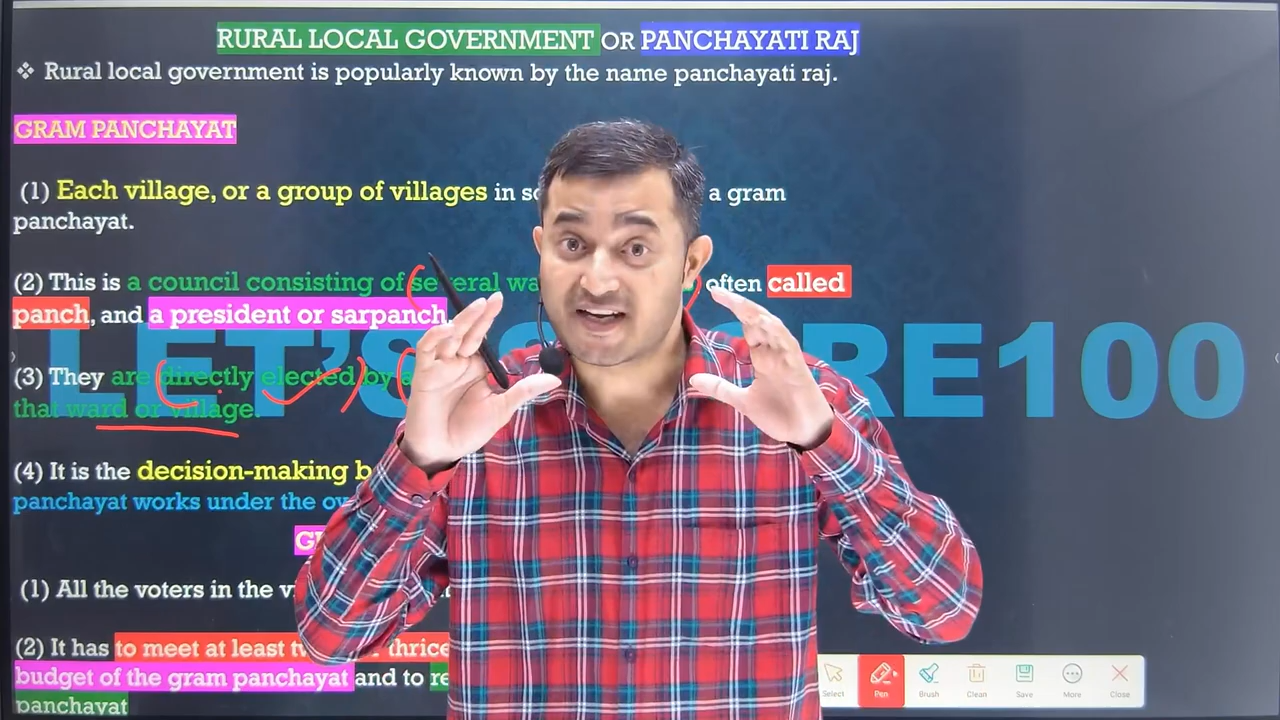 RURAL LOCAL GOVERNMENT OR PANCHAYATI RAJ
❖ Rural local government is popularly known by the name panchayati raj.
GRAM PANCHAYAT
(1) Each village, or a group of villages in a gram
panchayat.
(2) This is a council consisting of several often called
panch, and a president or sarpanch.
(3) They are directly elected by
that ward or village.
(4) It is the decision-making
panchayat works under the
(1) All the voters in the
(2) It has to meet at least thrice
budget of the gram panchayat and to
panchayat
LET'S RE100
Select Pen Brush Clean Save More Close